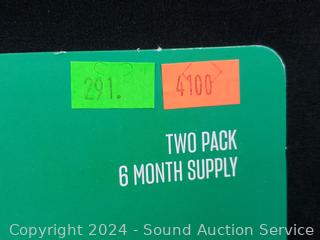 291.
4100
TWO PACK
6 MONTH SUPPLY
Copyright © 2024 - Sound Auction Service